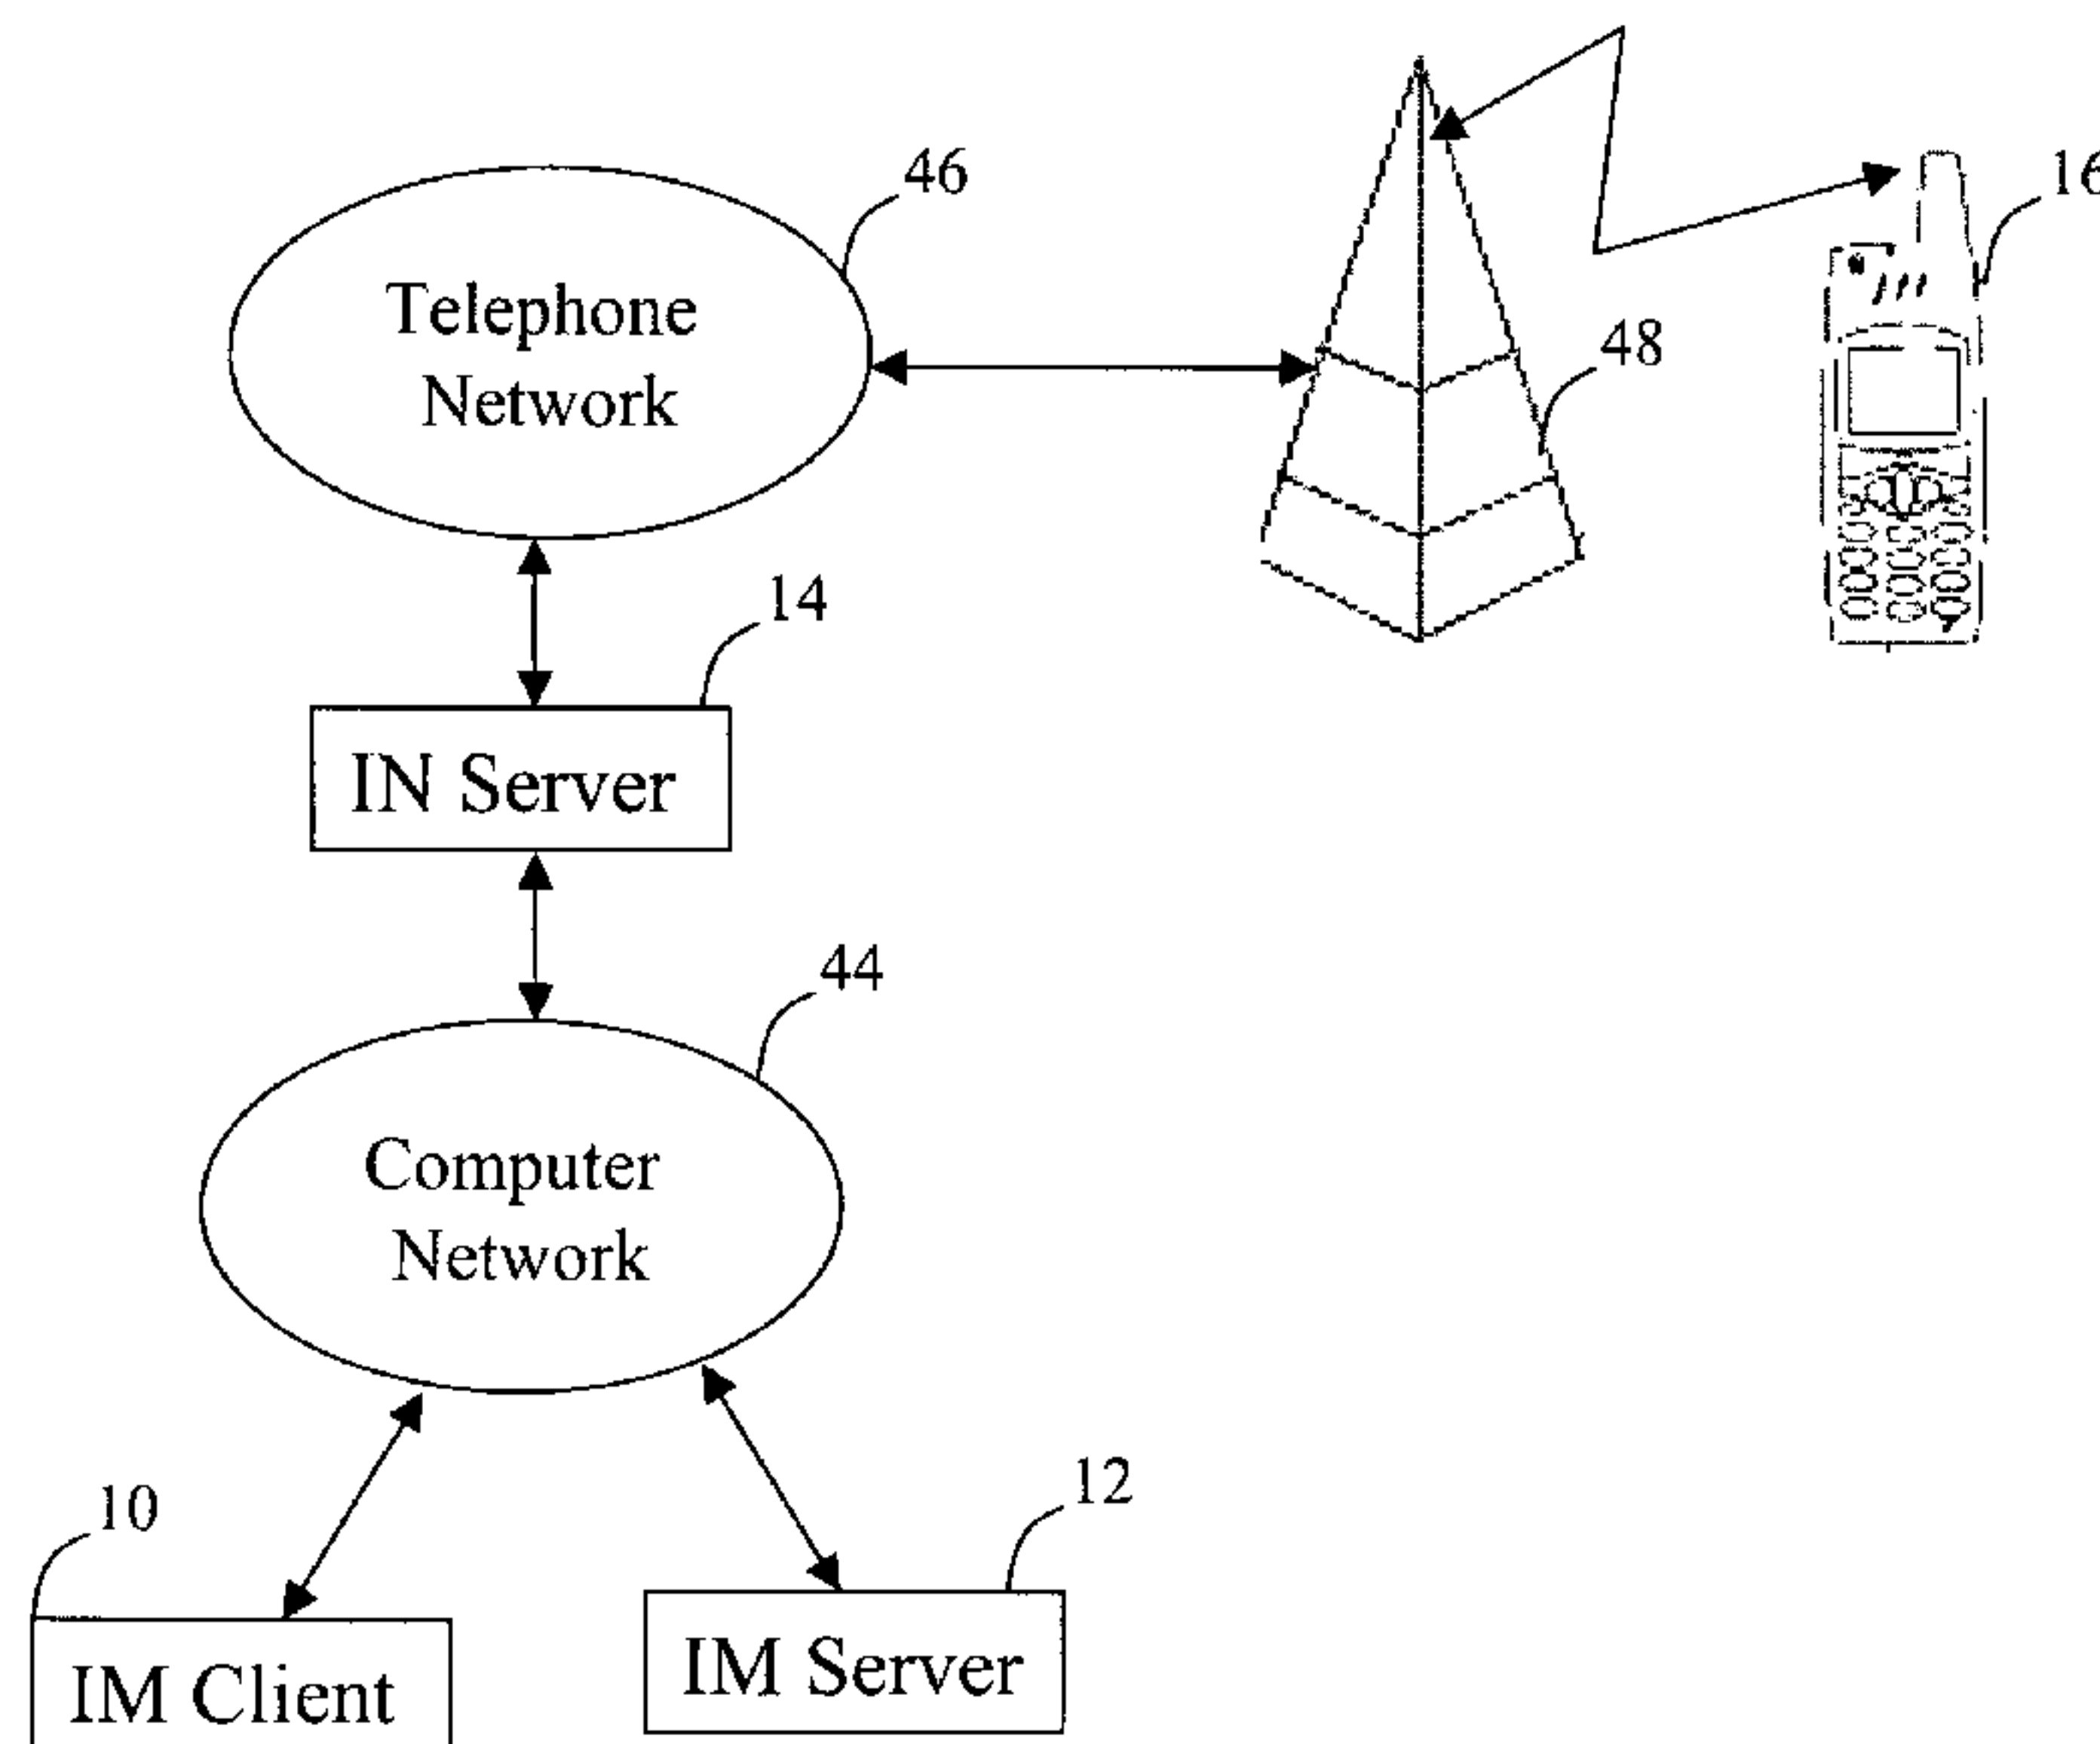 46
16
Telephone
Network
48
14
IN Server
44
Computer
Network
10
12
IM Client
IM Server